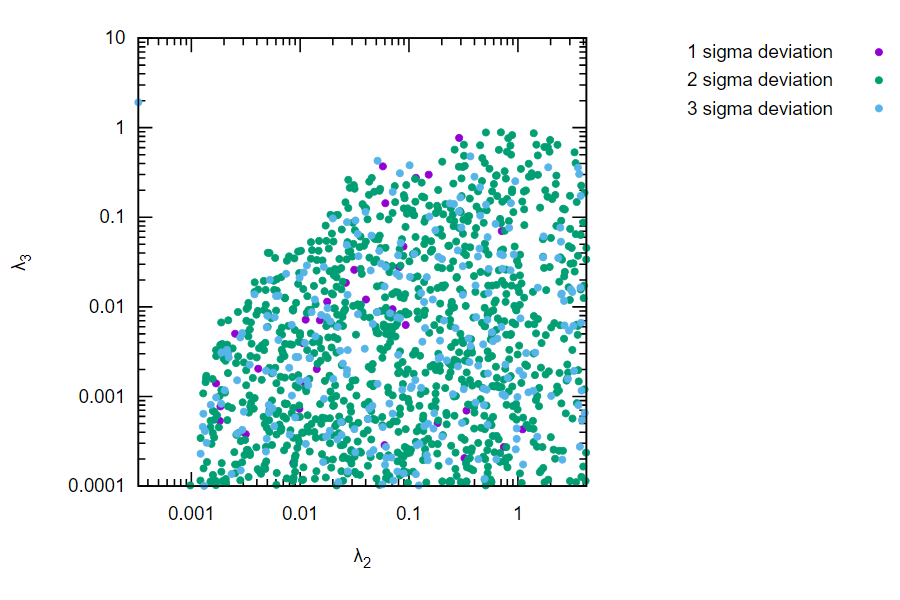 10
1
0.1
0.01
0.001
0.0001
λ3
0.001 0.01 0.1 1
λ2
1 sigma deviation
2 sigma deviation
3 sigma deviation